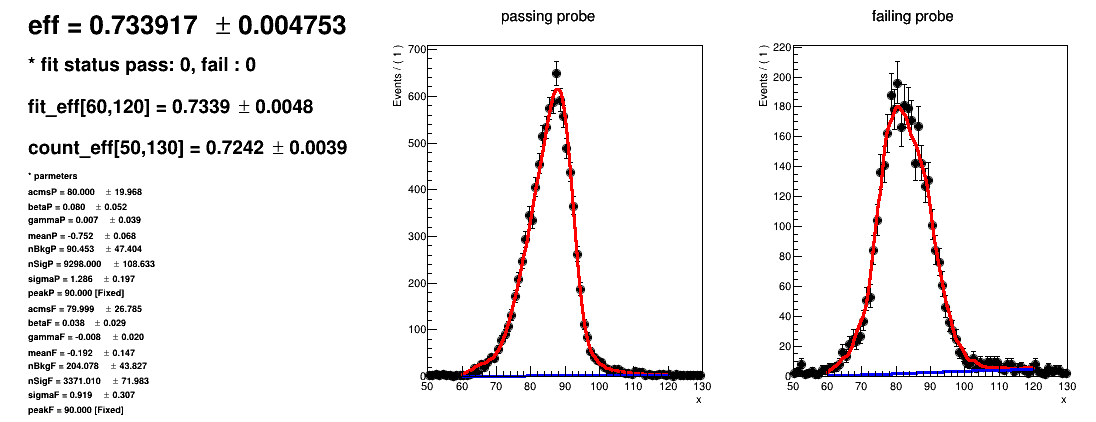 eff = 0.733917 ± 0.004753
* fit status pass: 0, fail : 0
fit_eff[60,120] = 0.7339 ± 0.0048
count_eff[50,130] = 0.7242 ± 0.0039
* parmeters
acmsP = 80.000 ± 19.968
betaP = 0.080 ± 0.052
gammaP = 0.007 ± 0.039
meanP = -0.752 ± 0.068
nBkgP = 90.453 ± 47.404
nSigP = 9298.000 ± 108.633
sigmaP = 1.286 ± 0.197
peakP = 90.000 [Fixed]
acmsF = 79.999 ± 26.785
betaF = 0.038 ± 0.029
gammaF = -0.008 ± 0.020
meanF = -0.192 ± 0.147
nBkgF = 204.078 ± 43.827
nSigF = 3371.010 ± 71.983
sigmaF = 0.919 ± 0.307
peakF = 90.000 [Fixed]
passing probe
Events / ( 1 )
700
600
500
400
300
200
100
0
50 60 70 80 90 100 110 120 130
x
failing probe
Events / ( 1 )
220
200
180
160
140
120
100
80
60
40
20
0
50 60 70 80 90 100 110 120 130
x